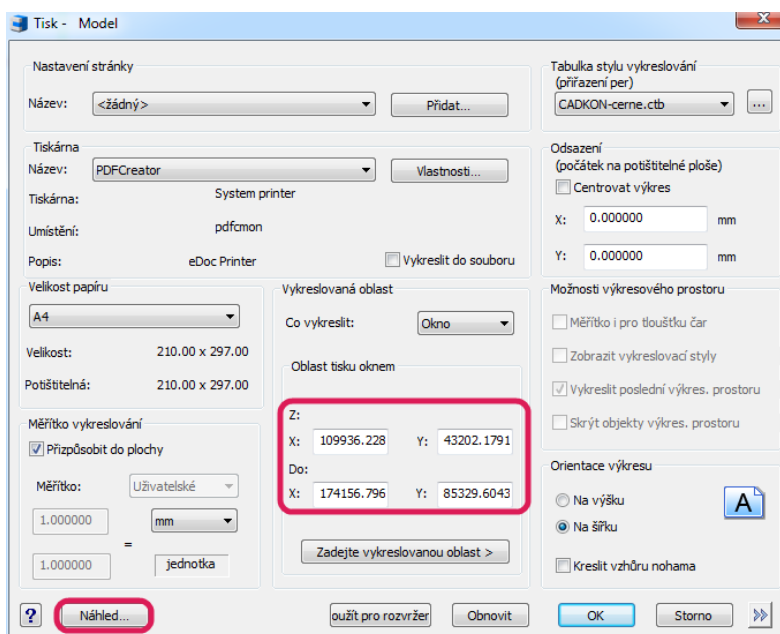 Tisk - Model
Nastavení stránky
Název: <žádný> Přidat...
Tabulka stylu vykreslování
(přiřazení per)
CADKON-cerne.ctb ...
Tiskárna
Název: PDFCreator Vlastnosti...
Tiskárna: System printer
Umístění: pdfcmon
Popis: eDoc Printer Vykreslit do souboru
Odsazení
(počátek na potištitelné ploše)
Centrovat výkres
X: 0.000000 mm
Y: 0.000000 mm
Velikost papíru
A4
Velikost: 210.00 x 297.00
Potištitelná: 210.00 x 297.00
Vykreslovaná oblast
Co vykreslit: Okno
Oblast tisku oknem
Z:
X: 109936.228 Y: 43202.1791
Do:
X: 174156.796 Y: 85329.6043
Zadejte vykreslovanou oblast >
Možnosti výkresového prostoru
Měřítko i pro tloušťku čar
Zobrazit vykreslovací styly
Vykreslit poslední výkres. prostoru
Skrýt objekty výkres. prostoru
Měřítko vykreslování
Přizpůsobit do plochy
Měřítko: Uživatelské
1.000000 mm
=
1.000000 jednotka
Orientace výkresu
Na výšku
Na šířku
A
Kreslit vzhůru nohama
? Náhled... oužít pro rozvržer Obnovit OK Storno >>